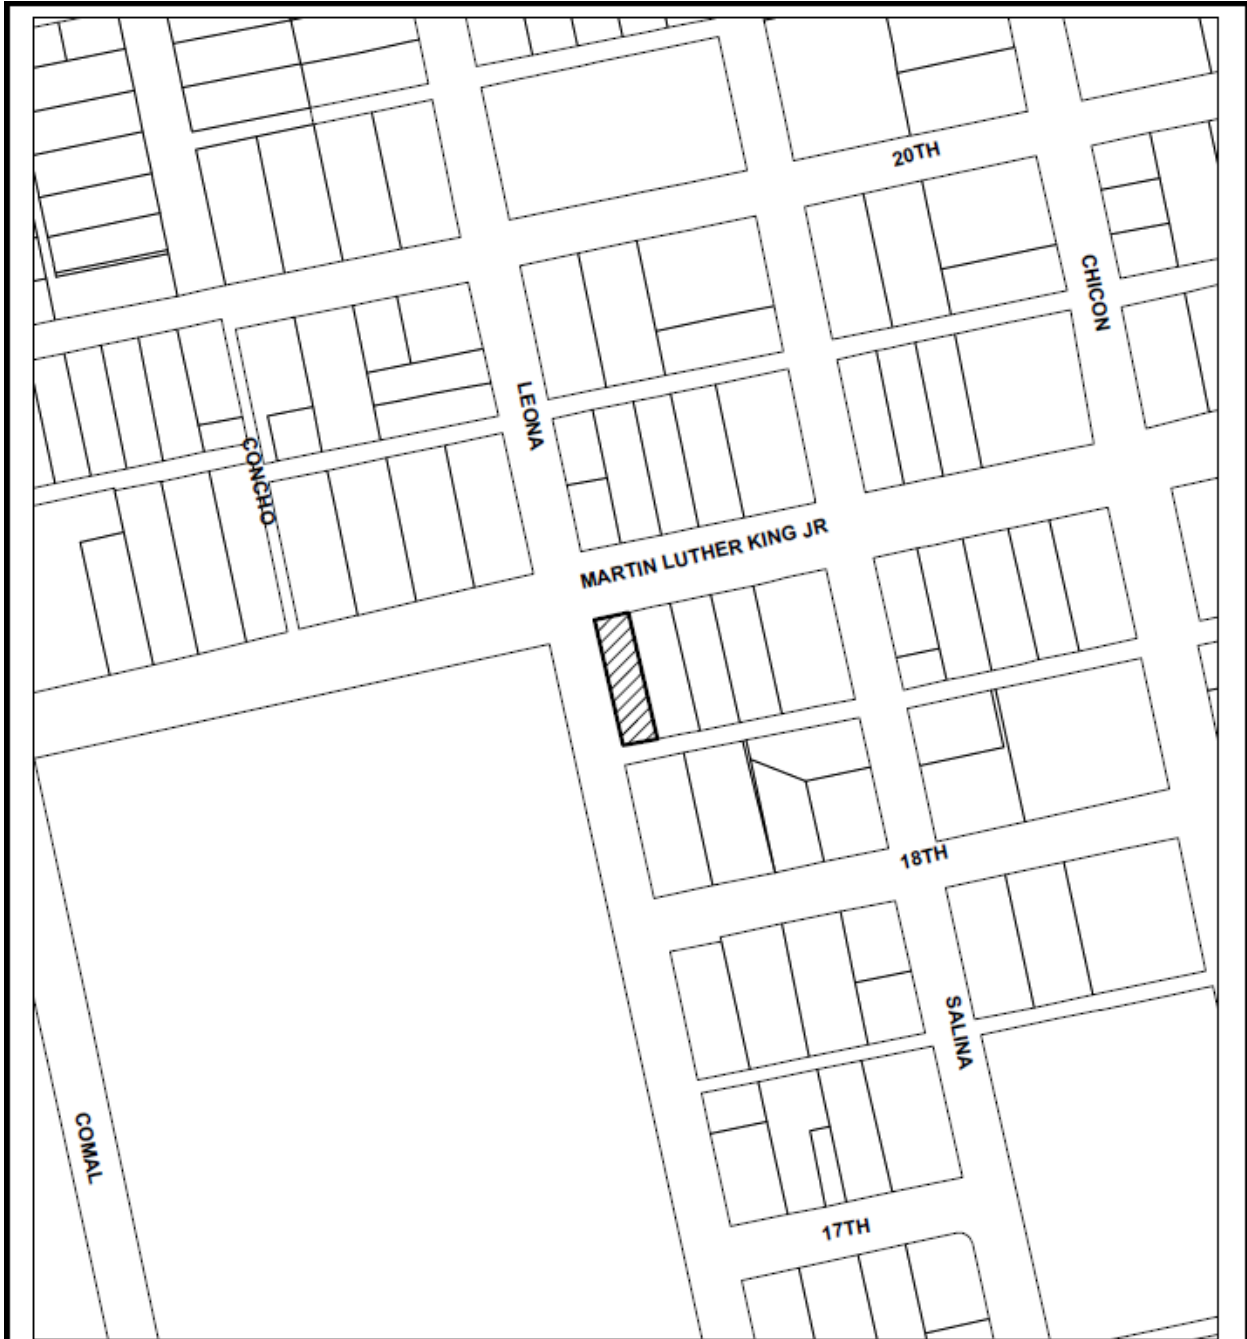 20TH
CHICON
LEONA
CONCHO
MARTIN LUTHER KING JR
18TH
SALINA
COMAL
17TH